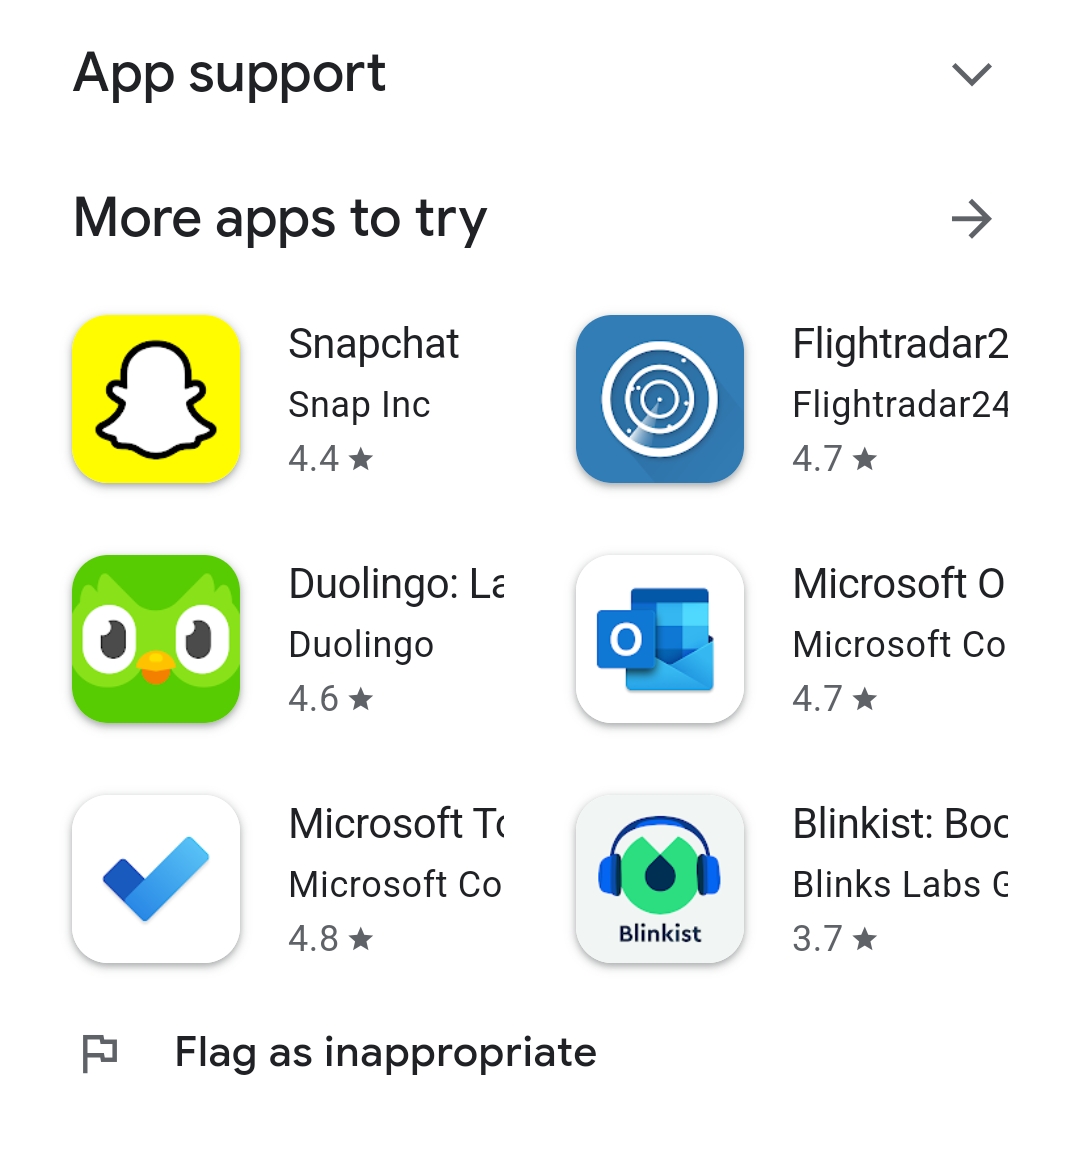 App support
More apps to try
Snapchat
Snap Inc
4.4 ★
Flightradar2
Flightradar24
4.7 ★
Duolingo: La
Duolingo
4.6 ★
Microsoft O
Microsoft Co
4.7 ★
Microsoft To
Microsoft Co
4.8 ★
Blinkist
Blinkist: Boo
Blinks Labs G
3.7 ★
Flag as inappropriate